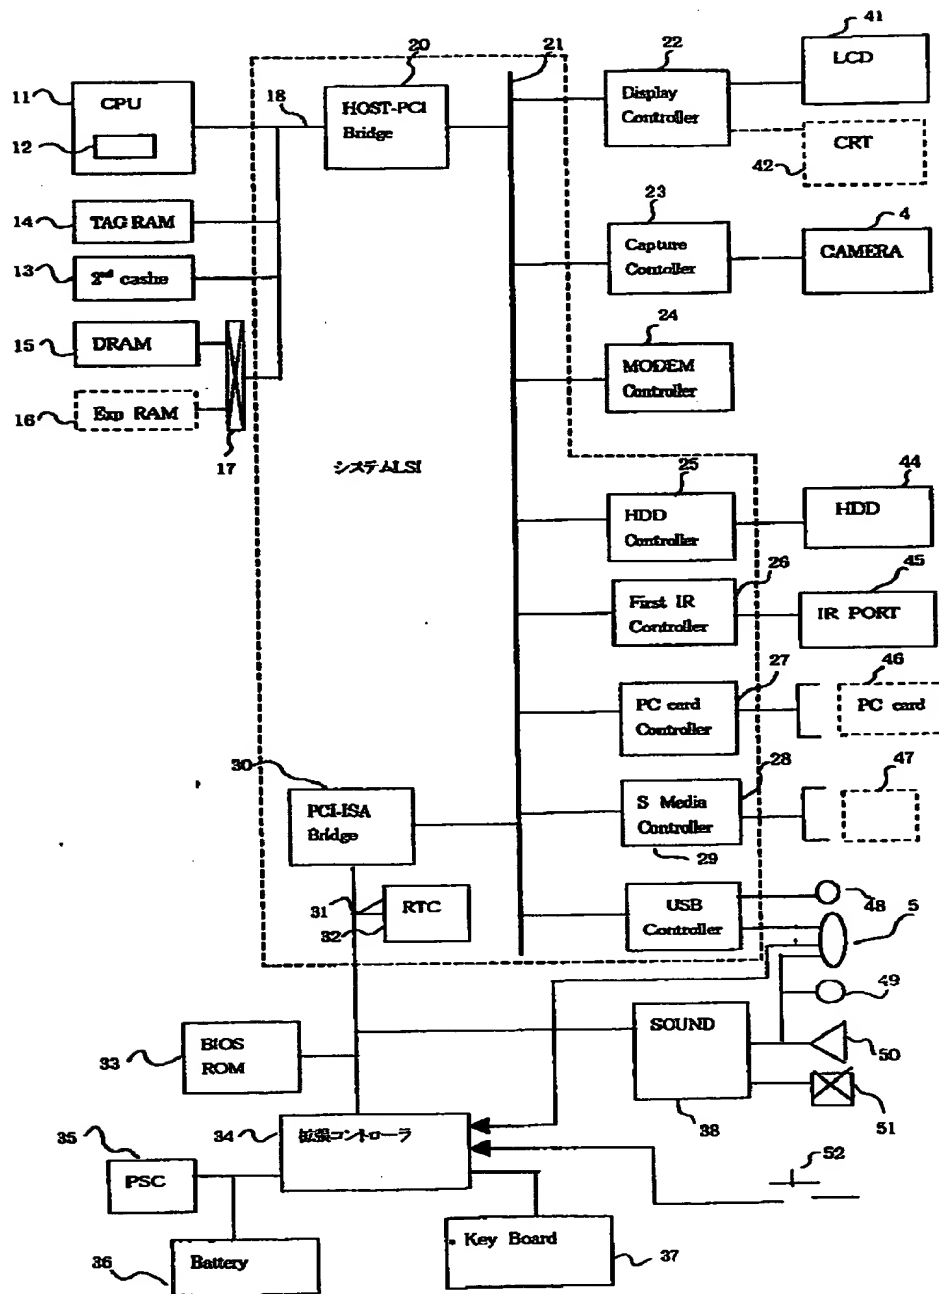 20
21
22
41
LCD
11
CPU
12
18
HOST-PCI
Bridge
Display
Controller
CRT
42
14
TAG RAM
23
4
Capture
Contoller
CAMERA
13
2nd cashe
15
DRAM
24
MODEM
Controller
16
Exp RAM
17
システムLSI
25
44
HDD
Controller
HDD
26
45
First IR
Controller
IR PORT
27
46
PC card
Controller
PC card
30
28
47
PCI-ISA
Bridge
S Media
Controller
29
31
RTC
32
USB
Controller
48
5
49
33
BIOS
ROM
SOUND
50
35
34
拡張コントローラ
38
51
PSC
52
36
Battery
Key Board
37